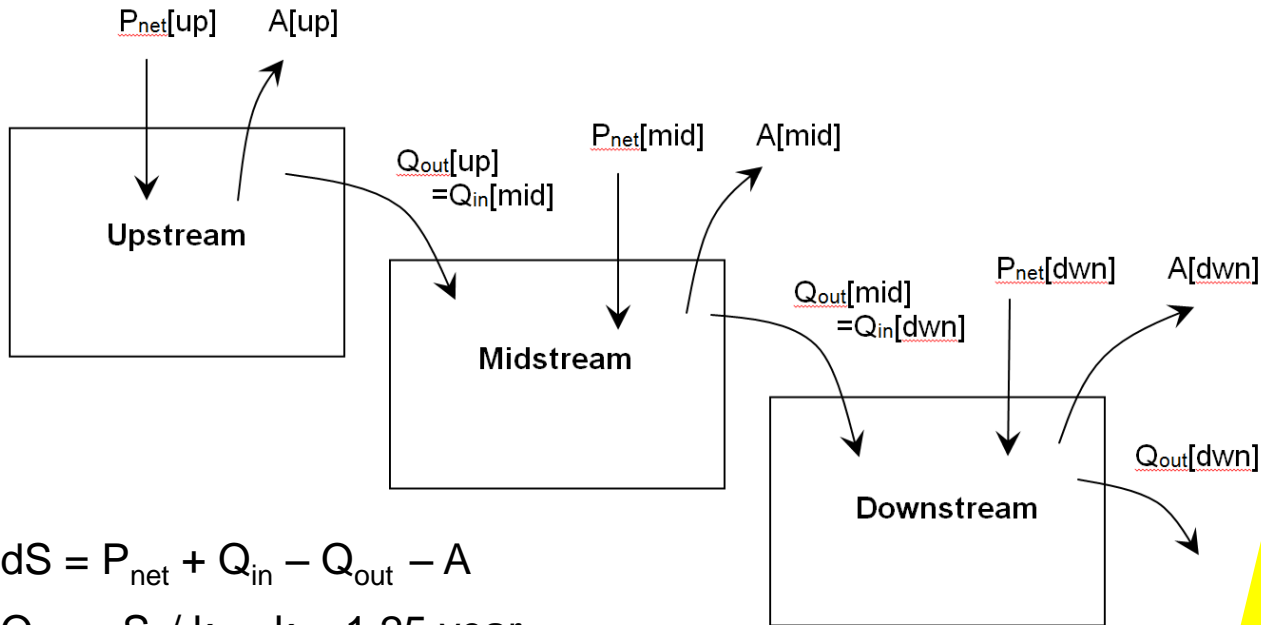 Pnet[up]
A[up]
Pnet[mid]
A[mid]
Qout[up]
=Qin[mid]
Upstream
Pnet[dwn]
A[dwn]
Qout[mid]
=Qin[dwn]
Midstream
Qout[dwn]
Downstream
dS = Pnet + Qin – Qout – A